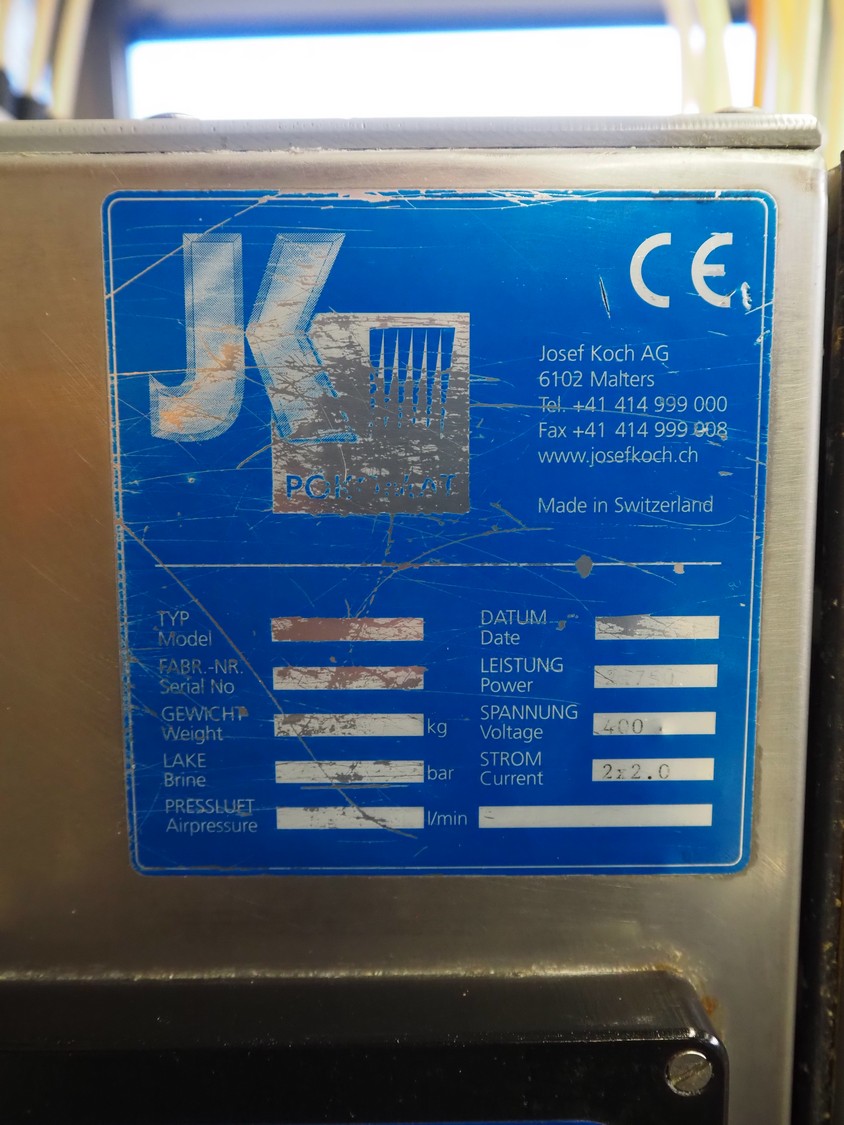 JK
CE
Josef Koch AG
6102 Malters
Tel. +41 414 999 000
Fax +41 414 999 008
www.josefkoch.ch
Made in Switzerland
TYP
Model
FABR.-NR.
Serial No
GEWICHT
Weight
kg
LAKE
Brine
bar
PRESSLUFT
Airpressure
l/min
DATUM
Date
LEISTUNG
Power
SPANNUNG
Voltage
400
STROM
Current
2x2.0